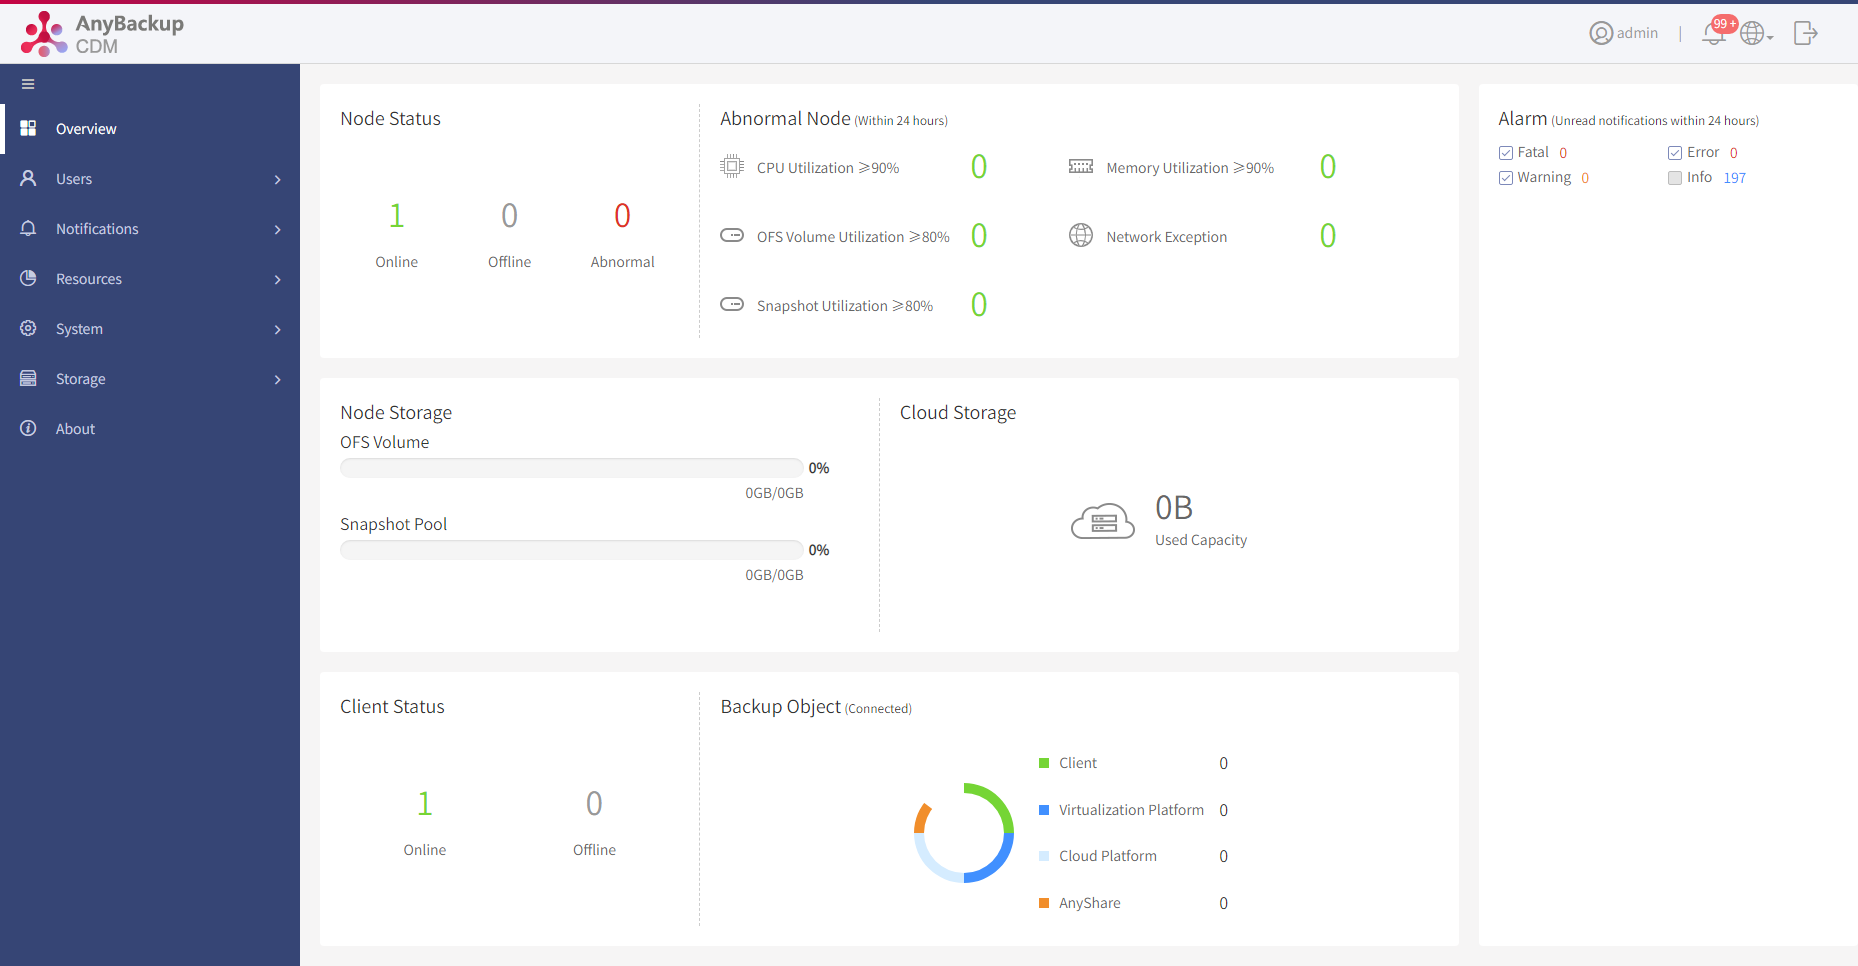 AnyBackup
CDM
admin
99 +
Overview
Users
Notifications
Resources
System
Storage
About
Node Status
1
0
0
Online
Offline
Abnormal
Abnormal Node (Within 24 hours)
CPU Utilization ⩾90% 0
Memory Utilization ⩾90% 0
OFS Volume Utilization ⩾80% 0
Network Exception 0
Snapshot Utilization ⩾80% 0
Alarm (Unread notifications within 24 hours)
Fatal 0
Error 0
Warning 0
Info 197
Node Storage
OFS Volume
0%
0GB/0GB
Snapshot Pool
0%
0GB/0GB
Cloud Storage
0B
Used Capacity
Client Status
1
0
Online
Offline
Backup Object (Connected)
Client 0
Virtualization Platform 0
Cloud Platform 0
AnyShare 0